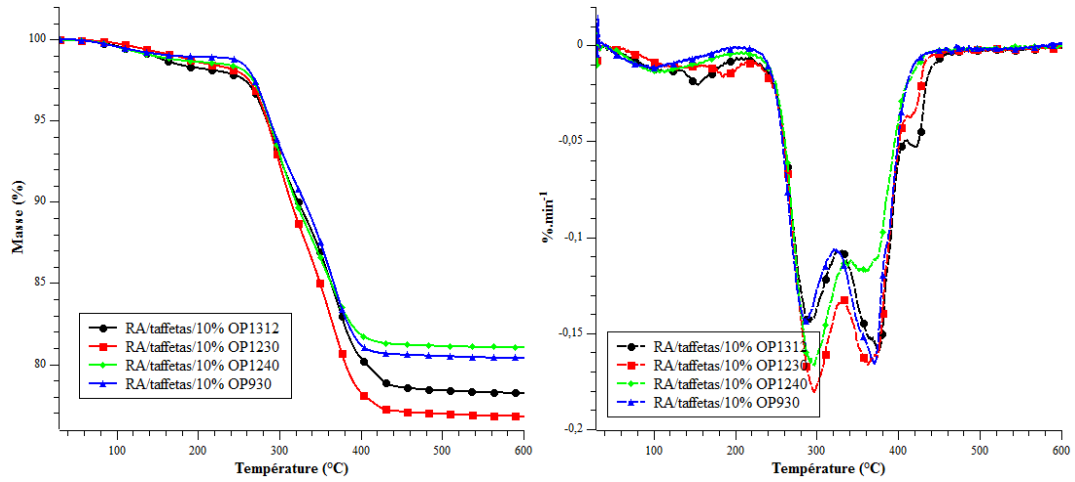 100
95
90
85
80
Masse (%)
RA/taffetas/10% OP1312
RA/taffetas/10% OP1230
RA/taffetas/10% OP1240
RA/taffetas/10% OP930
100
200
300
400
500
600
Température (°C)
0
-0,05
-0,1
-0,15
-0,2
%.min-1
RA/taffetas/10% OP1312
RA/taffetas/10% OP1230
RA/taffetas/10% OP1240
RA/taffetas/10% OP930
100
200
300
400
500
600
Température (°C)